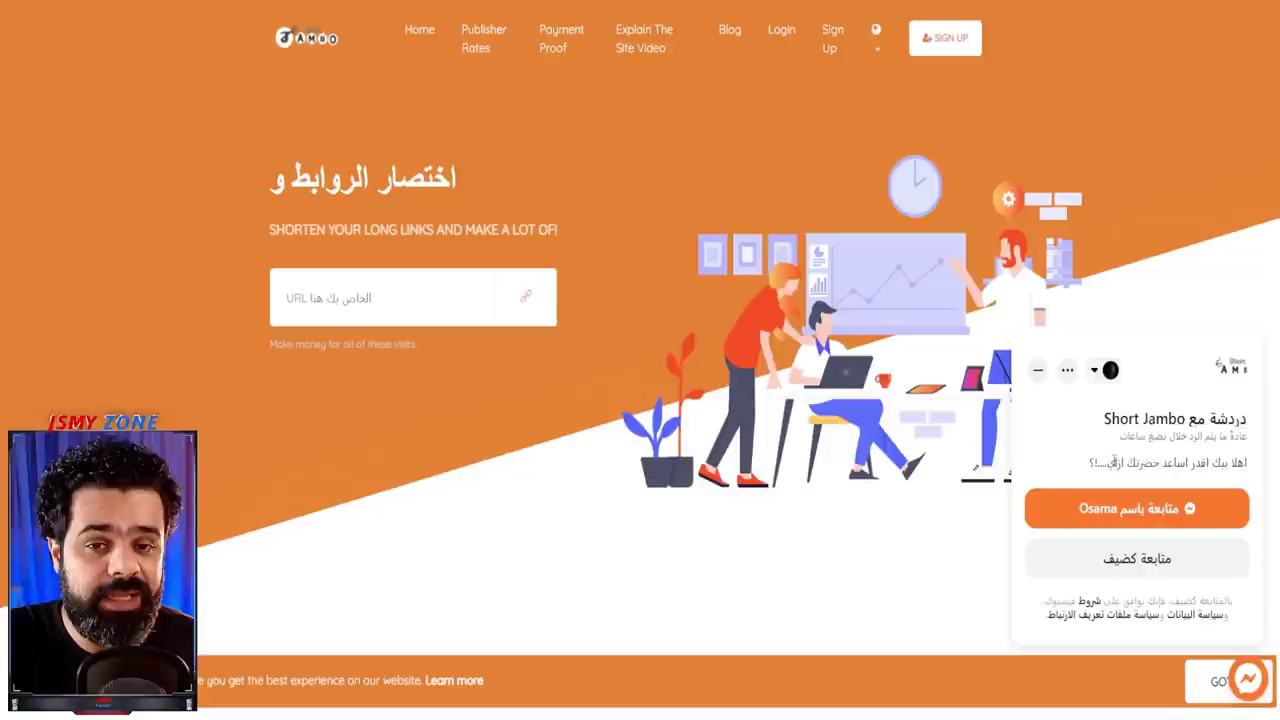 JAMBO
Home
Publisher Rates
Payment Proof
Explain The Site Video
Blog
Login
Sign Up
SIGN UP
اختصار الروابط و
SHORTEN YOUR LONG LINKS AND MAKE A LOT OF!
URL الخاص بك هنا
Make money for all of these visits
دردشة مع Short Jambo
عادةً ما يتم الرد خلال بضع ساعات
اهلا بيك اقدر اساعد حضرتك ازاي....!؟
متابعة باسم Osama
متابعة كضيف
بالمتابعة كضيف، فإنك توافق على شروط فيسبوك
وسياسة البيانات وسياسة ملفات تعريف الارتباط.
JSMY ZONE
e you get the best experience on our website. Learn more